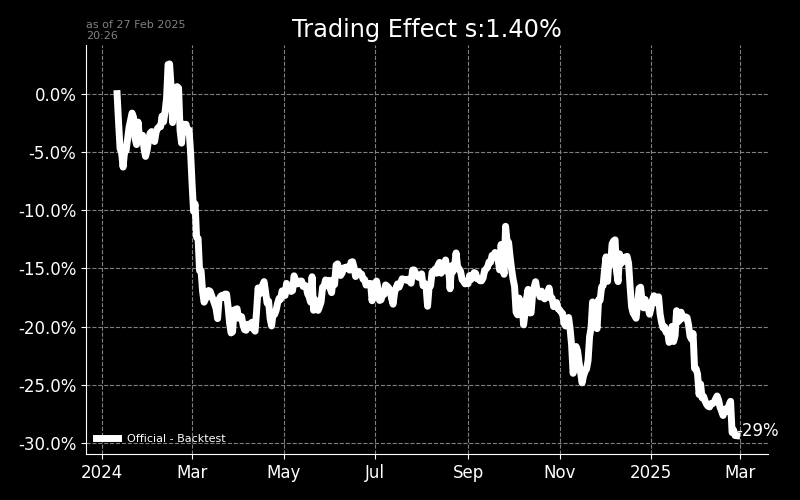 as of 27 Feb 2025
20:26
Trading Effect s:1.40%
0.0%
-5.0%
-10.0%
-15.0%
-20.0%
-25.0%
-30.0%
-29%
Official - Backtest
2024 Mar May Jul Sep Nov 2025 Mar